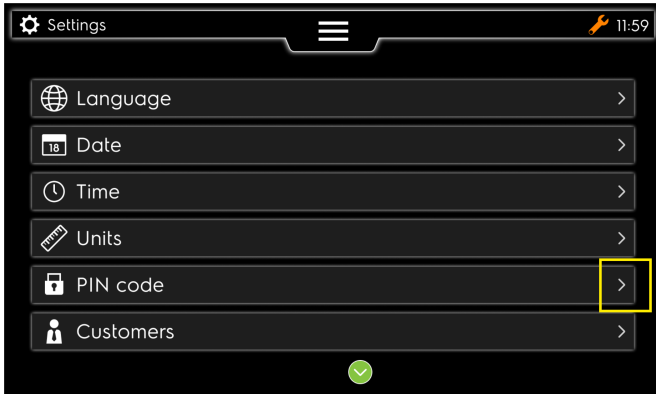 Settings
11:59
Language
18 Date
Time
Units
PIN code
Customers